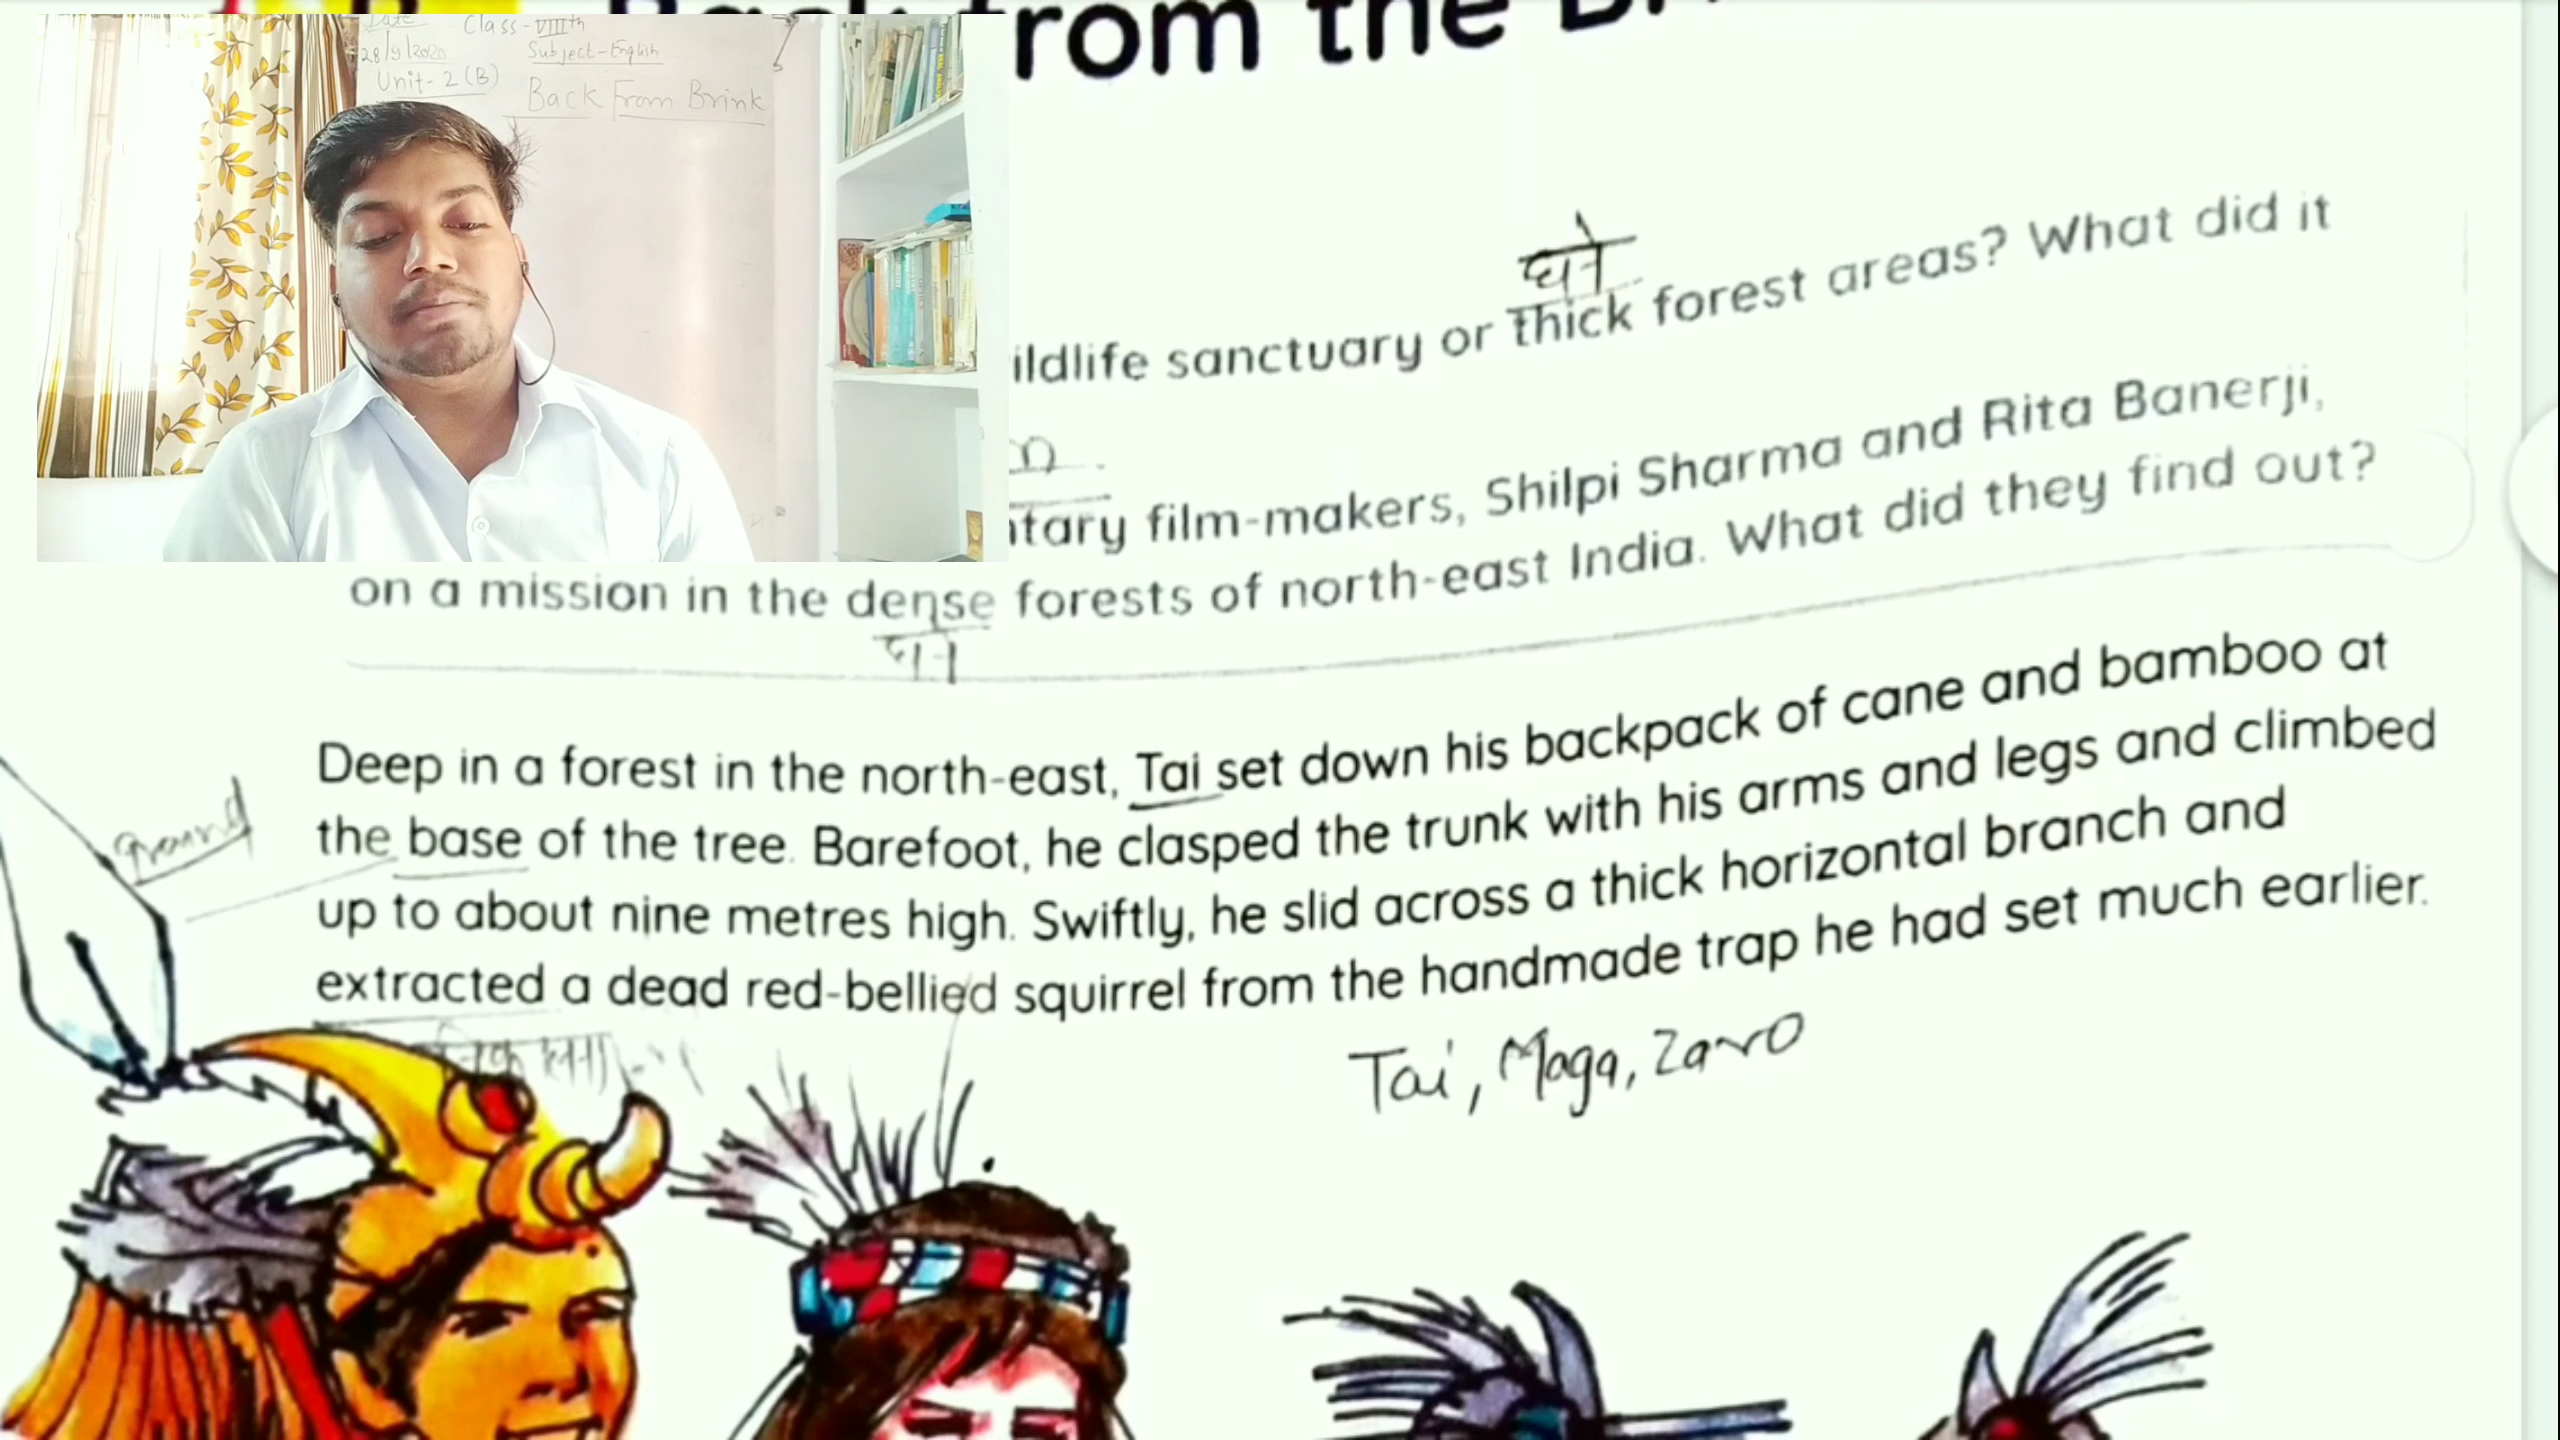 Date Class-VIIIth
28/9/2020 Subject-English
Unit-2 (B)
Back From Brink
from the
घने
ildlife sanctuary or thick forest areas? What did it
ntary film-makers, Shilpi Sharma and Rita Banerji,
on a mission in the dense forests of north-east India. What did they find out?
घने
Deep in a forest in the north-east, Tai set down his backpack of cane and bamboo at
ground
the base of the tree. Barefoot, he clasped the trunk with his arms and legs and climbed
up to about nine metres high. Swiftly, he slid across a thick horizontal branch and
extracted a dead red-bellied squirrel from the handmade trap he had set much earlier.
Tai, Maga, Zaro